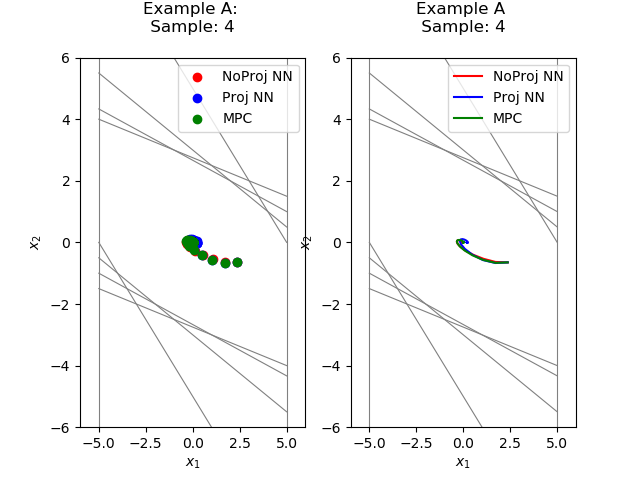 Example A:
Sample: 4
NoProj NN
Proj NN
MPC
6
4
2
0
−2
−4
−6
x₂
−5.0
−2.5
0.0
2.5
5.0
x₁
Example A
Sample: 4
NoProj NN
Proj NN
MPC
6
4
2
0
−2
−4
−6
x₂
−5.0
−2.5
0.0
2.5
5.0
x₁